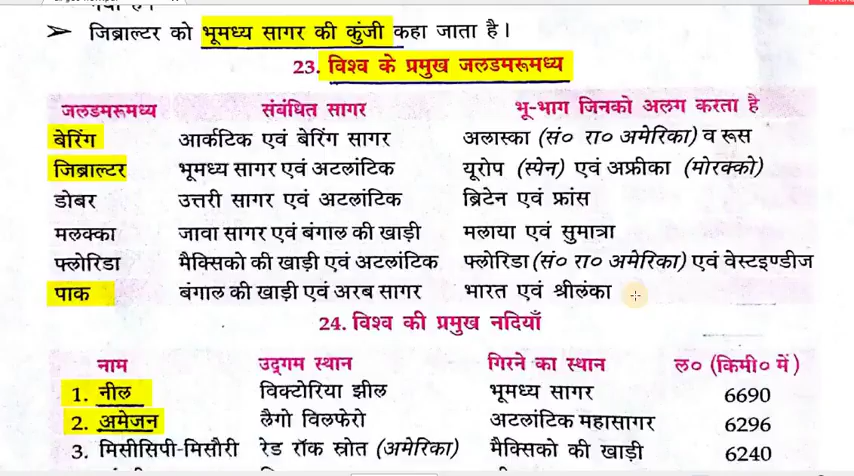 ➢ जिब्राल्टर को भूमध्य सागर की कुंजी कहा जाता है।
23. विश्व के प्रमुख जलडमरूमध्य
जलडमरूमध्य संबंधित सागर भू-भाग जिनको अलग करता है
बेरिंग आर्कटिक एवं बेरिंग सागर अलास्का (सं० रा० अमेरिका) व रूस
जिब्राल्टर भूमध्य सागर एवं अटलांटिक यूरोप (स्पेन) एवं अफ्रीका (मोरक्को)
डोबर उत्तरी सागर एवं अटलांटिक ब्रिटेन एवं फ्रांस
मलक्का जावा सागर एवं बंगाल की खाड़ी मलाया एवं सुमात्रा
फ्लोरिडा मैक्सिको की खाड़ी एवं अटलांटिक फ्लोरिडा (सं० रा० अमेरिका) एवं वेस्टइण्डीज
पाक बंगाल की खाड़ी एवं अरब सागर भारत एवं श्रीलंका
24. विश्व की प्रमुख नदियाँ
नाम उद्गम स्थान गिरने का स्थान ल० (किमी० में)
1. नील विक्टोरिया झील भूमध्य सागर 6690
2. अमेजन लैगो विलफेरो अटलांटिक महासागर 6296
3. मिसीसिपी-मिसौरी रेड रॉक स्रोत (अमेरिका) मैक्सिको की खाड़ी 6240